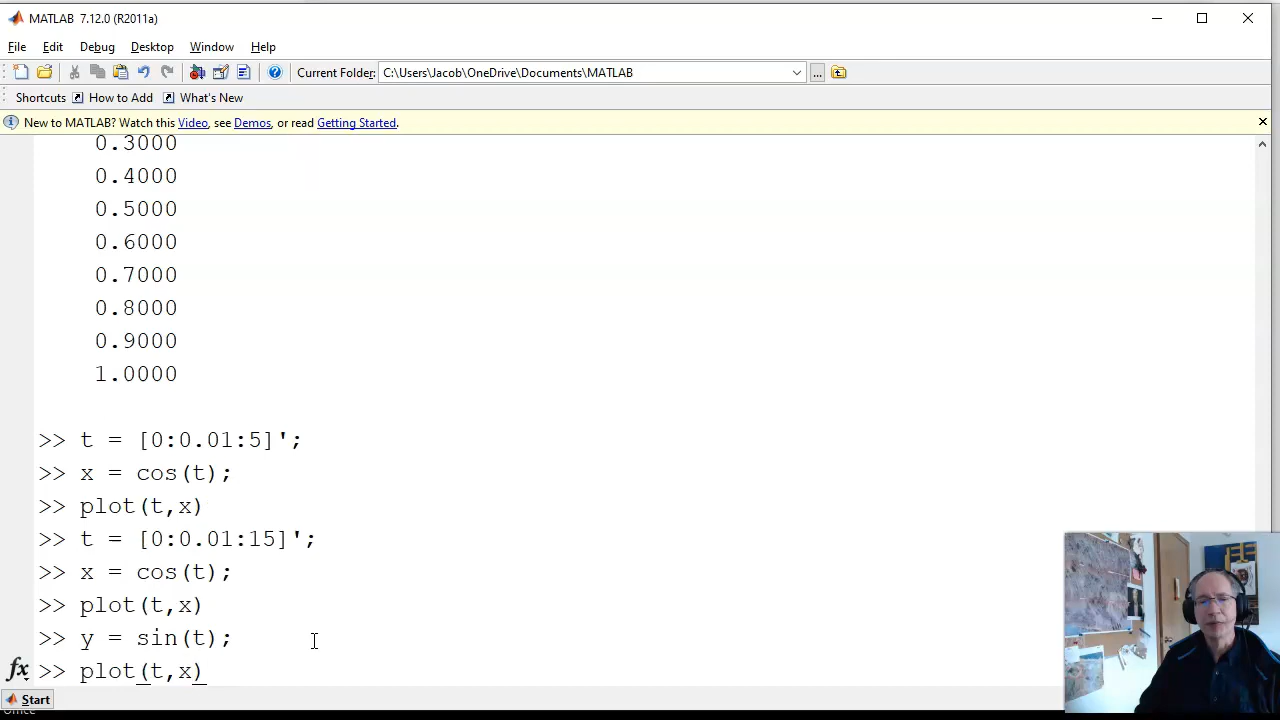 MATLAB 7.12.0 (R2011a)
File Edit Debug Desktop Window Help
Current Folder: C:\Users\Jacob\OneDrive\Documents\MATLAB ...
Shortcuts How to Add What's New
New to MATLAB? Watch this Video, see Demos, or read Getting Started.
0.3000
0.4000
0.5000
0.6000
0.7000
0.8000
0.9000
1.0000
>> t = [0:0.01:5]';
>> x = cos(t);
>> plot(t,x)
>> t = [0:0.01:15]';
>> x = cos(t);
>> plot(t,x)
>> y = sin(t);
fx >> plot(t,x)
Start
Office